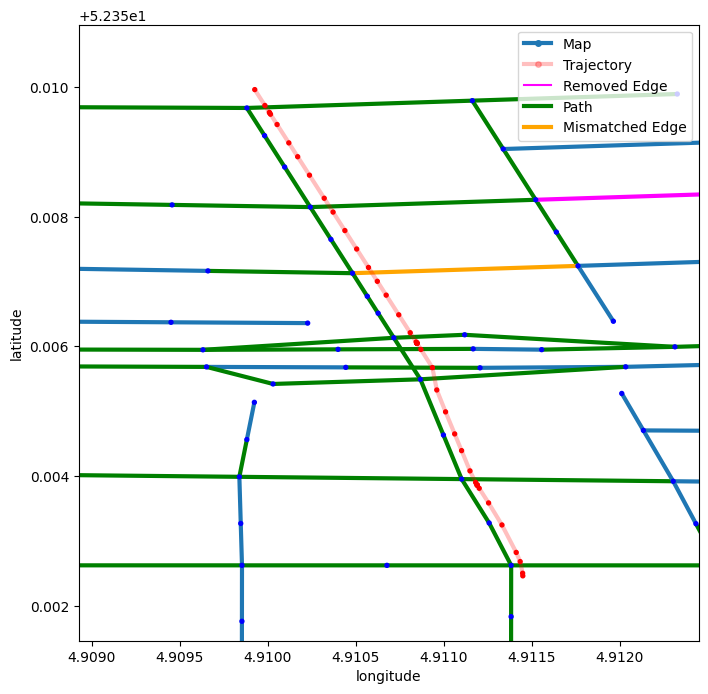 +5.235e1
0.010
0.008
0.006
0.004
0.002
latitude
4.9090 4.9095 4.9100 4.9105 4.9110 4.9115 4.9120
longitude
Map
Trajectory
Removed Edge
Path
Mismatched Edge